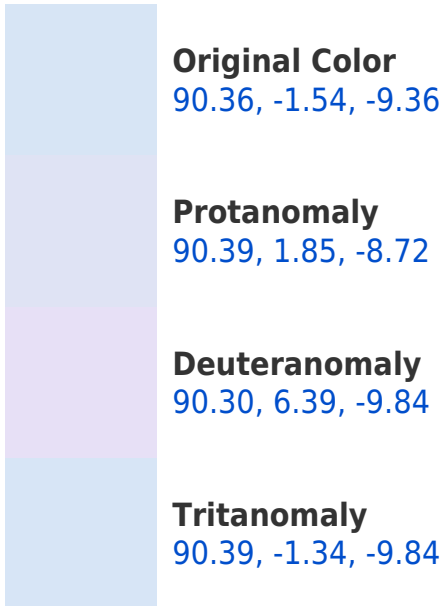 Original Color
90.36, -1.54, -9.36
Protanomaly
90.39, 1.85, -8.72
Deuteranomaly
90.30, 6.39, -9.84
Tritanomaly
90.39, -1.34, -9.84